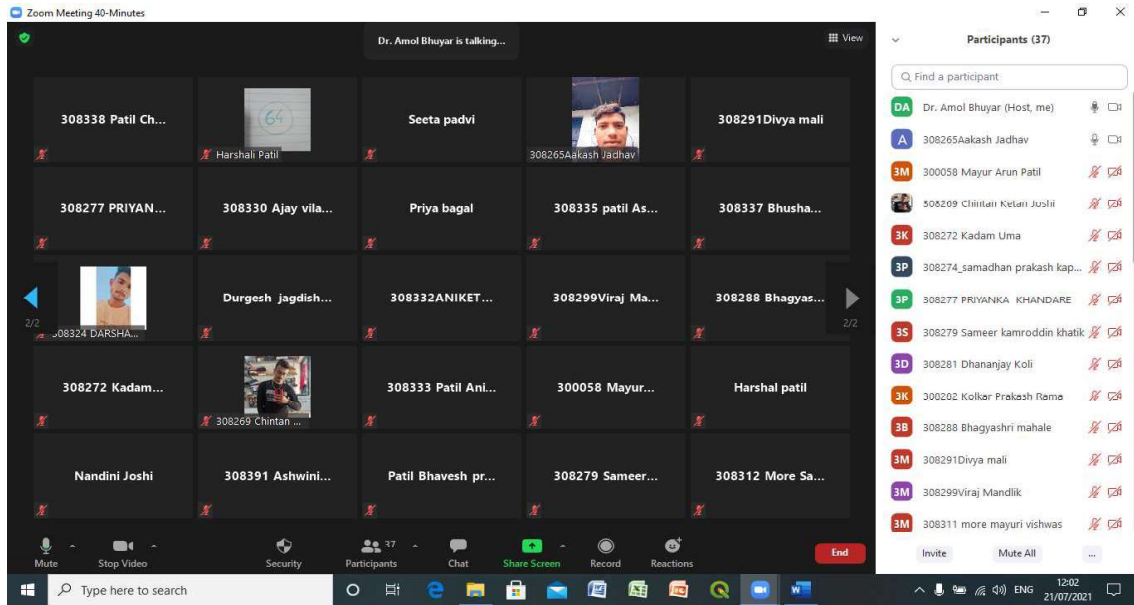 Zoom Meeting 40-Minutes
Dr. Amol Bhuyar is talking...
View
308338 Patil Ch...
64
Harshali Patil
Seeta padvi
308265Aakash Jadhav
308291Divya mali
308277 PRIYAN...
308330 Ajay vila...
Priya bagal
308335 patil As...
308337 Bhusha...
2/2
308324 DARSHA...
Durgesh jagdish...
308332ANIKET...
308299Viraj Ma...
308288 Bhagyas...
2/2
308272 Kadam...
308269 Chintan ...
308333 Patil Ani...
300058 Mayur...
Harshal patil
Nandini Joshi
308391 Ashwini...
Patil Bhavesh pr...
308279 Sameer...
308312 More Sa...
Mute
Stop Video
Security
Participants
37
Chat
Share Screen
Record
Reactions
End
Participants (37)
Find a participant
DA Dr. Amol Bhuyar (Host, me)
A 308265Aakash Jadhav
3M 300058 Mayur Arun Patil
308269 Chintan Ketan Joshi
3K 308272 Kadam Uma
3P 308274_samadhan prakash kap...
3P 308277 PRIYANKA KHANDARE
3S 308279 Sameer kamroddin khatik
3D 308281 Dhananjay Koli
3K 300202 Kolkar Prakash Rama
3B 308288 Bhagyashri mahale
3M 308291Divya mali
3M 308299Viraj Mandlik
3M 308311 more mayuri vishwas
Invite
Mute All
...
Type here to search
ENG
12:02
21/07/2021